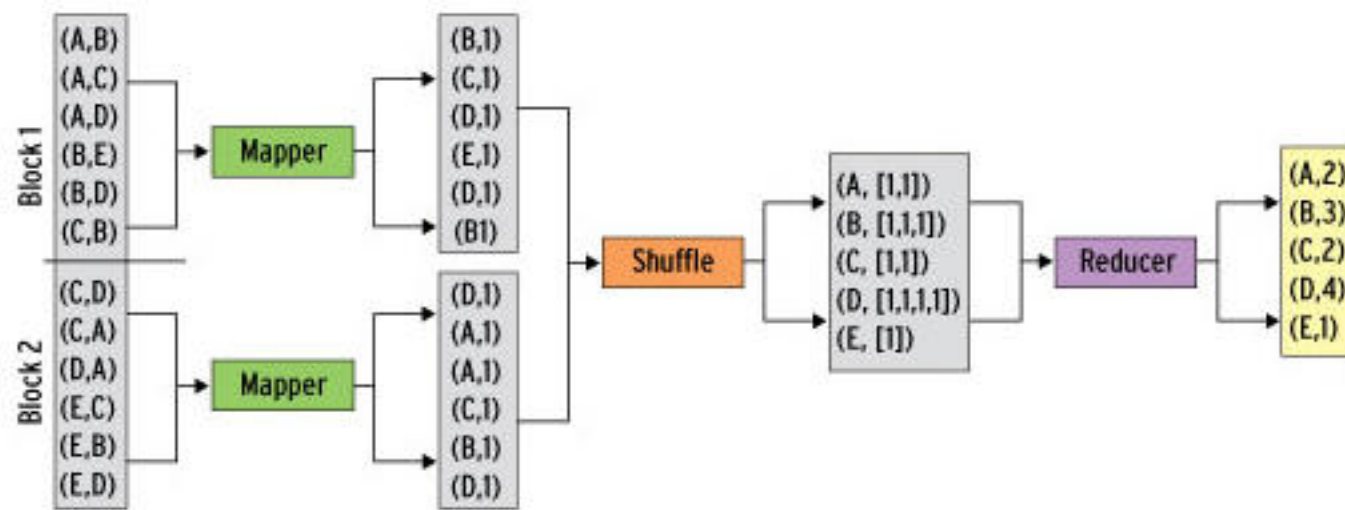 Block 1
(A,B)
(A,C)
(A,D)
(B,E)
(B,D)
(C,B)
Mapper
(B,1)
(C,1)
(D,1)
(E,1)
(D,1)
(B1)
Block 2
(C,D)
(C,A)
(D,A)
(E,C)
(E,B)
(E,D)
Mapper
(D,1)
(A,1)
(A,1)
(C,1)
(B,1)
(D,1)
Shuffle
(A, [1,1])
(B, [1,1,1])
(C, [1,1])
(D, [1,1,1,1])
(E, [1])
Reducer
(A,2)
(B,3)
(C,2)
(D,4)
(E,1)